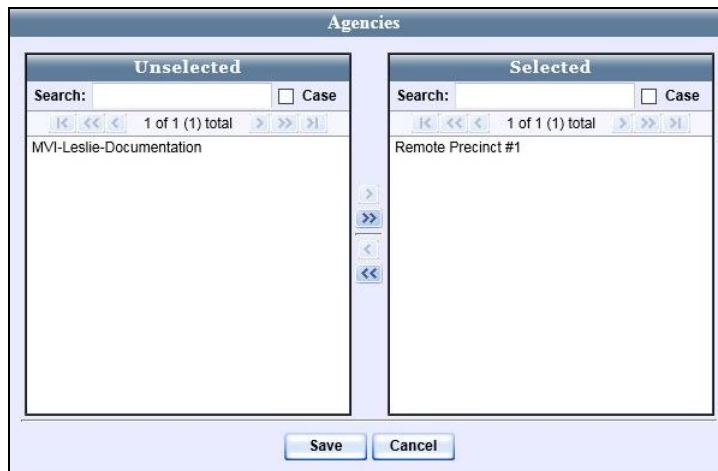 Agencies
Unselected
Search: Case
|< << < 1 of 1 (1) total > >> >|
MVI-Leslie-Documentation
>
>>
<
<<
Selected
Search: Case
|< << < 1 of 1 (1) total > >> >|
Remote Precinct #1
Save Cancel